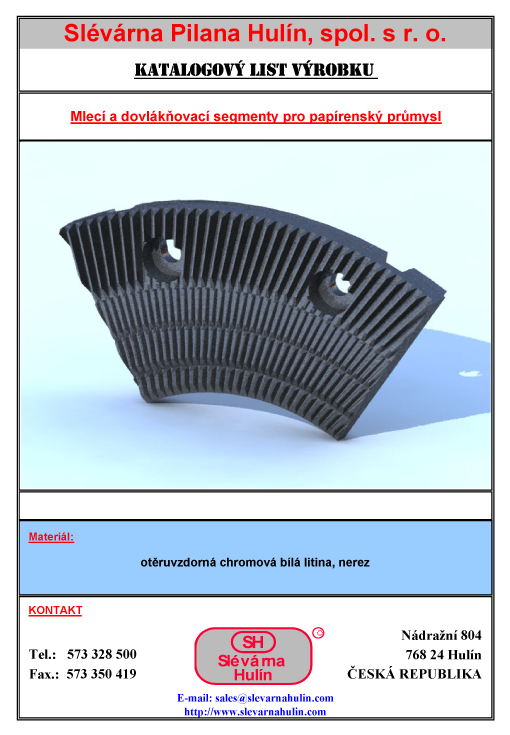 Slévárna Pilana Hulín, spol. s r. o.
KATALOGOVÝ LIST VÝROBKU
Mlecí a dovlákňovací segmenty pro papírenský průmysl
Materiál:
otěruvzdorná chromová bílá litina, nerez
KONTAKT
Tel.: 573 328 500
Fax.: 573 350 419
SH
Slévárna
Hulín
Nádražní 804
768 24 Hulín
ČESKÁ REPUBLIKA
E-mail: sales@slevarnahulin.com
http://www.slevarnahulin.com